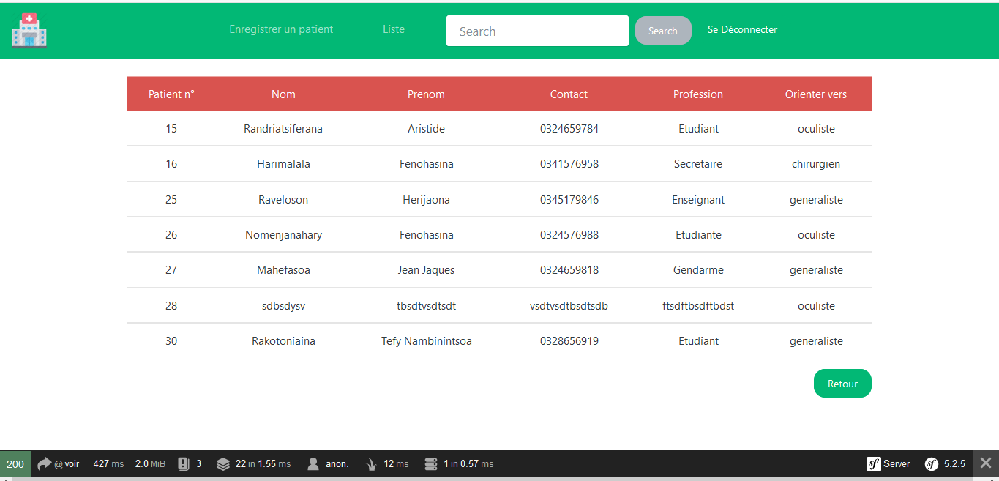 Enregistrer un patient Liste Search Search Se Déconnecter
Patient n° Nom Prenom Contact Profession Orienter vers
15 Randriatsiferana Aristide 0324659784 Etudiant oculiste
16 Harimalala Fenohasina 0341576958 Secretaire chirurgien
25 Raveloson Herijaona 0345179846 Enseignant generaliste
26 Nomenjanahary Fenohasina 0324576988 Etudiante oculiste
27 Mahefasoa Jean Jaques 0324659818 Gendarme generaliste
28 sdbsdysv tbsdtvsdtsdt vsdtvsdtbsdtsdb ftsdftbsdftbdst oculiste
30 Rakotoniaina Tefy Nambinintsoa 0328656919 Etudiant generaliste
Retour
200 @ voir 427 ms 2.0 MiB 3 22 in 1.55 ms anon. 12 ms 1 in 0.57 ms sf Server sf 5.2.5